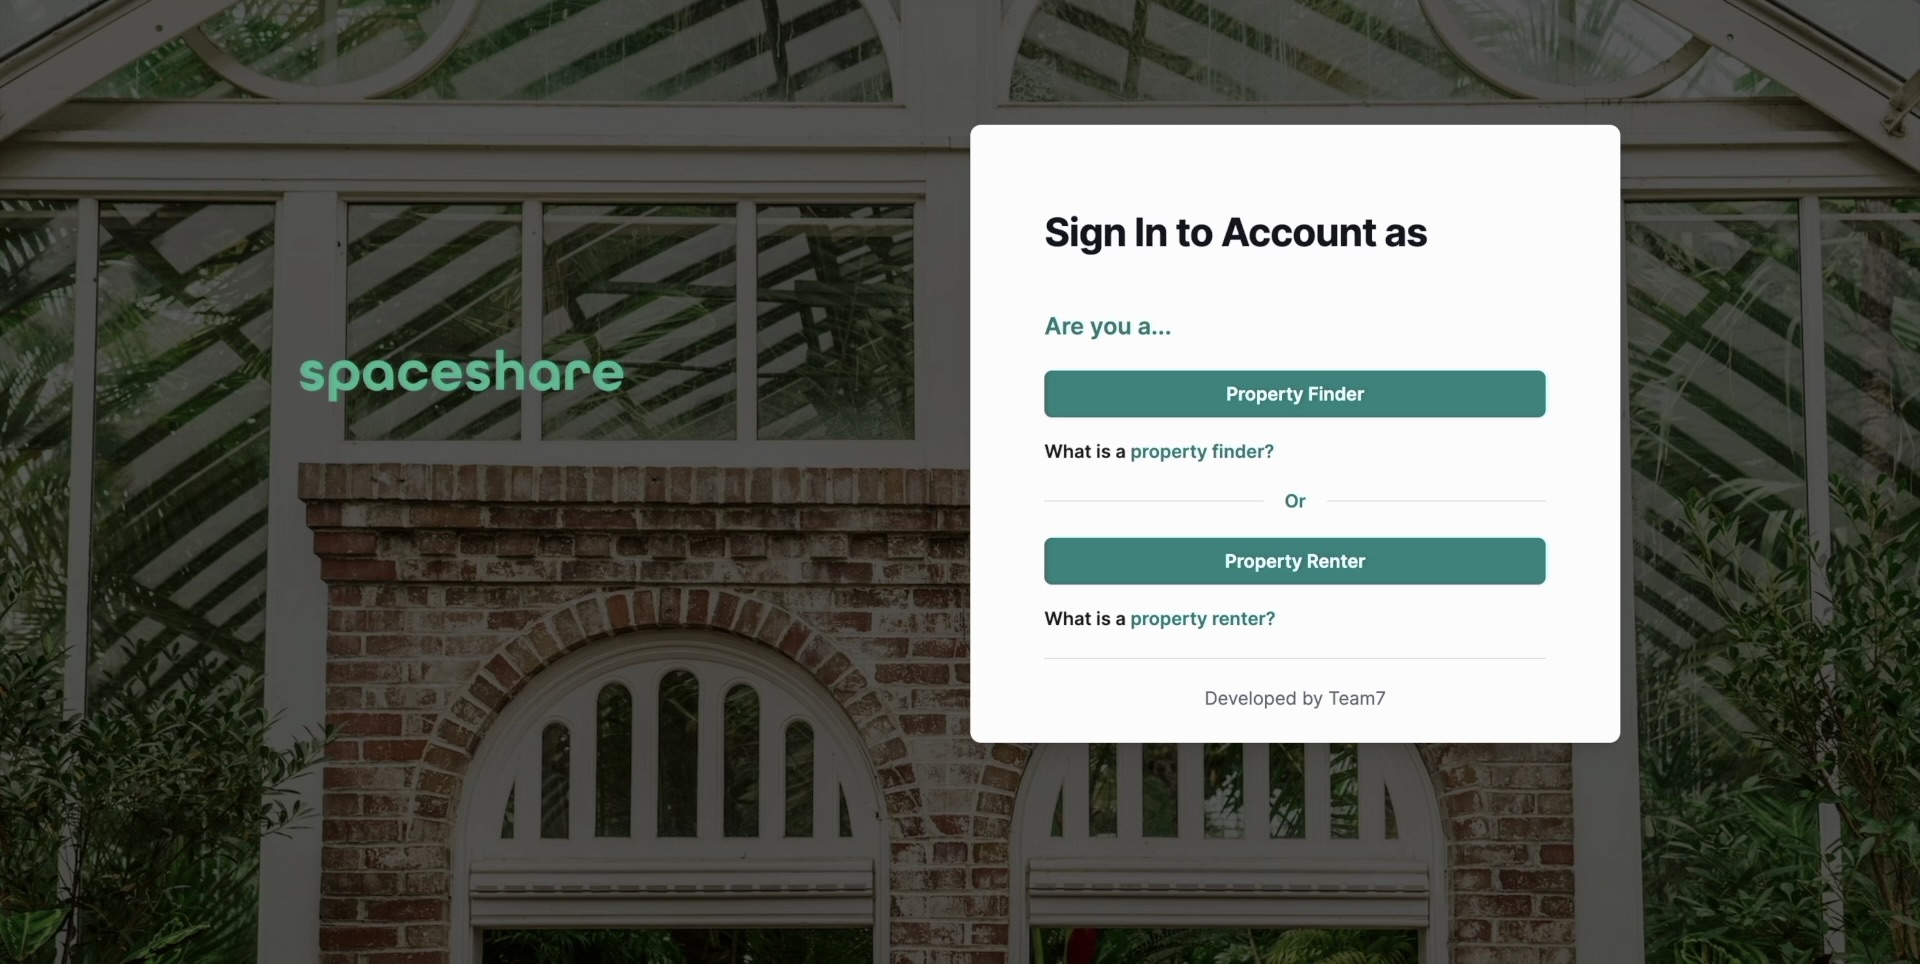 spaceshare
Sign In to Account as
Are you a...
Property Finder
What is a property finder?
Or
Property Renter
What is a property renter?
Developed by Team7